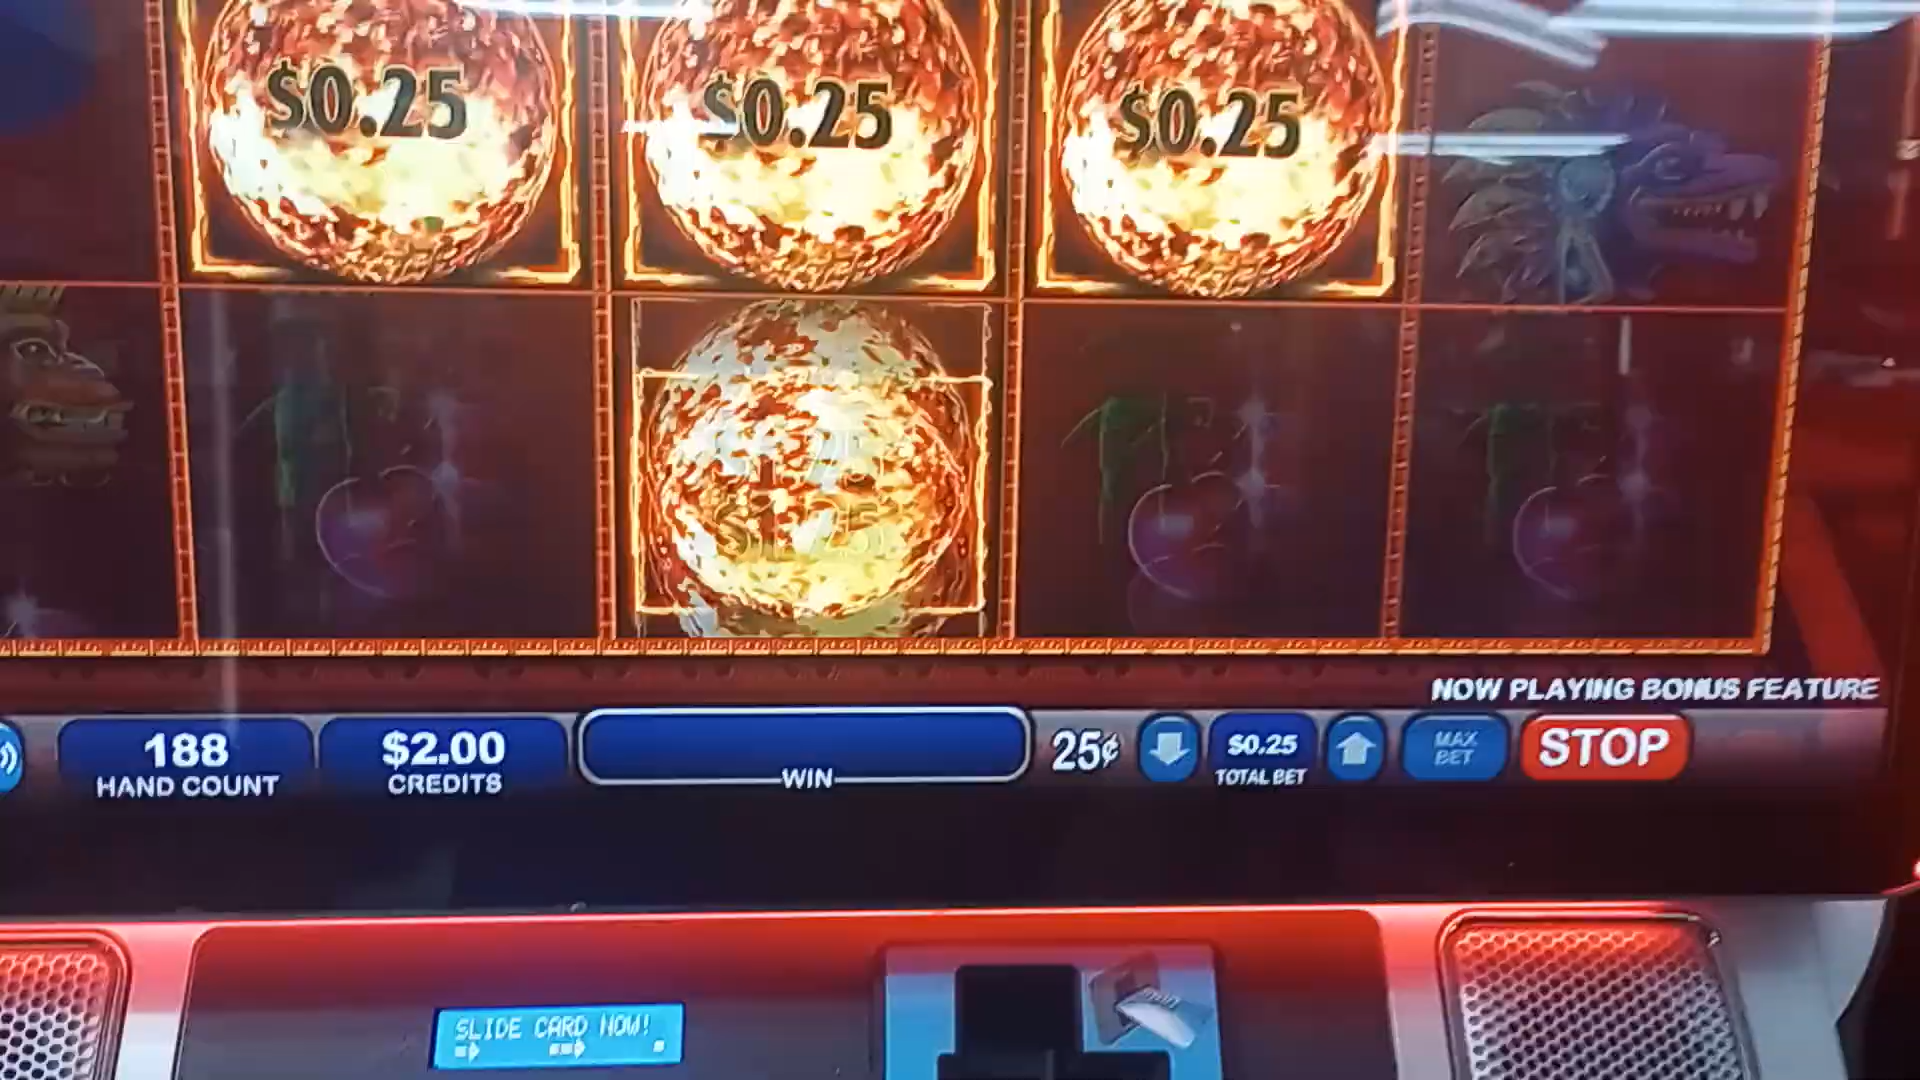 $0.25
$0.25
$0.25
NOW PLAYING BONUS FEATURE
188
HAND COUNT
$2.00
CREDITS
WIN
25¢
$0.25
TOTAL BET
MAX
BET
STOP
SLIDE CARD NOW!